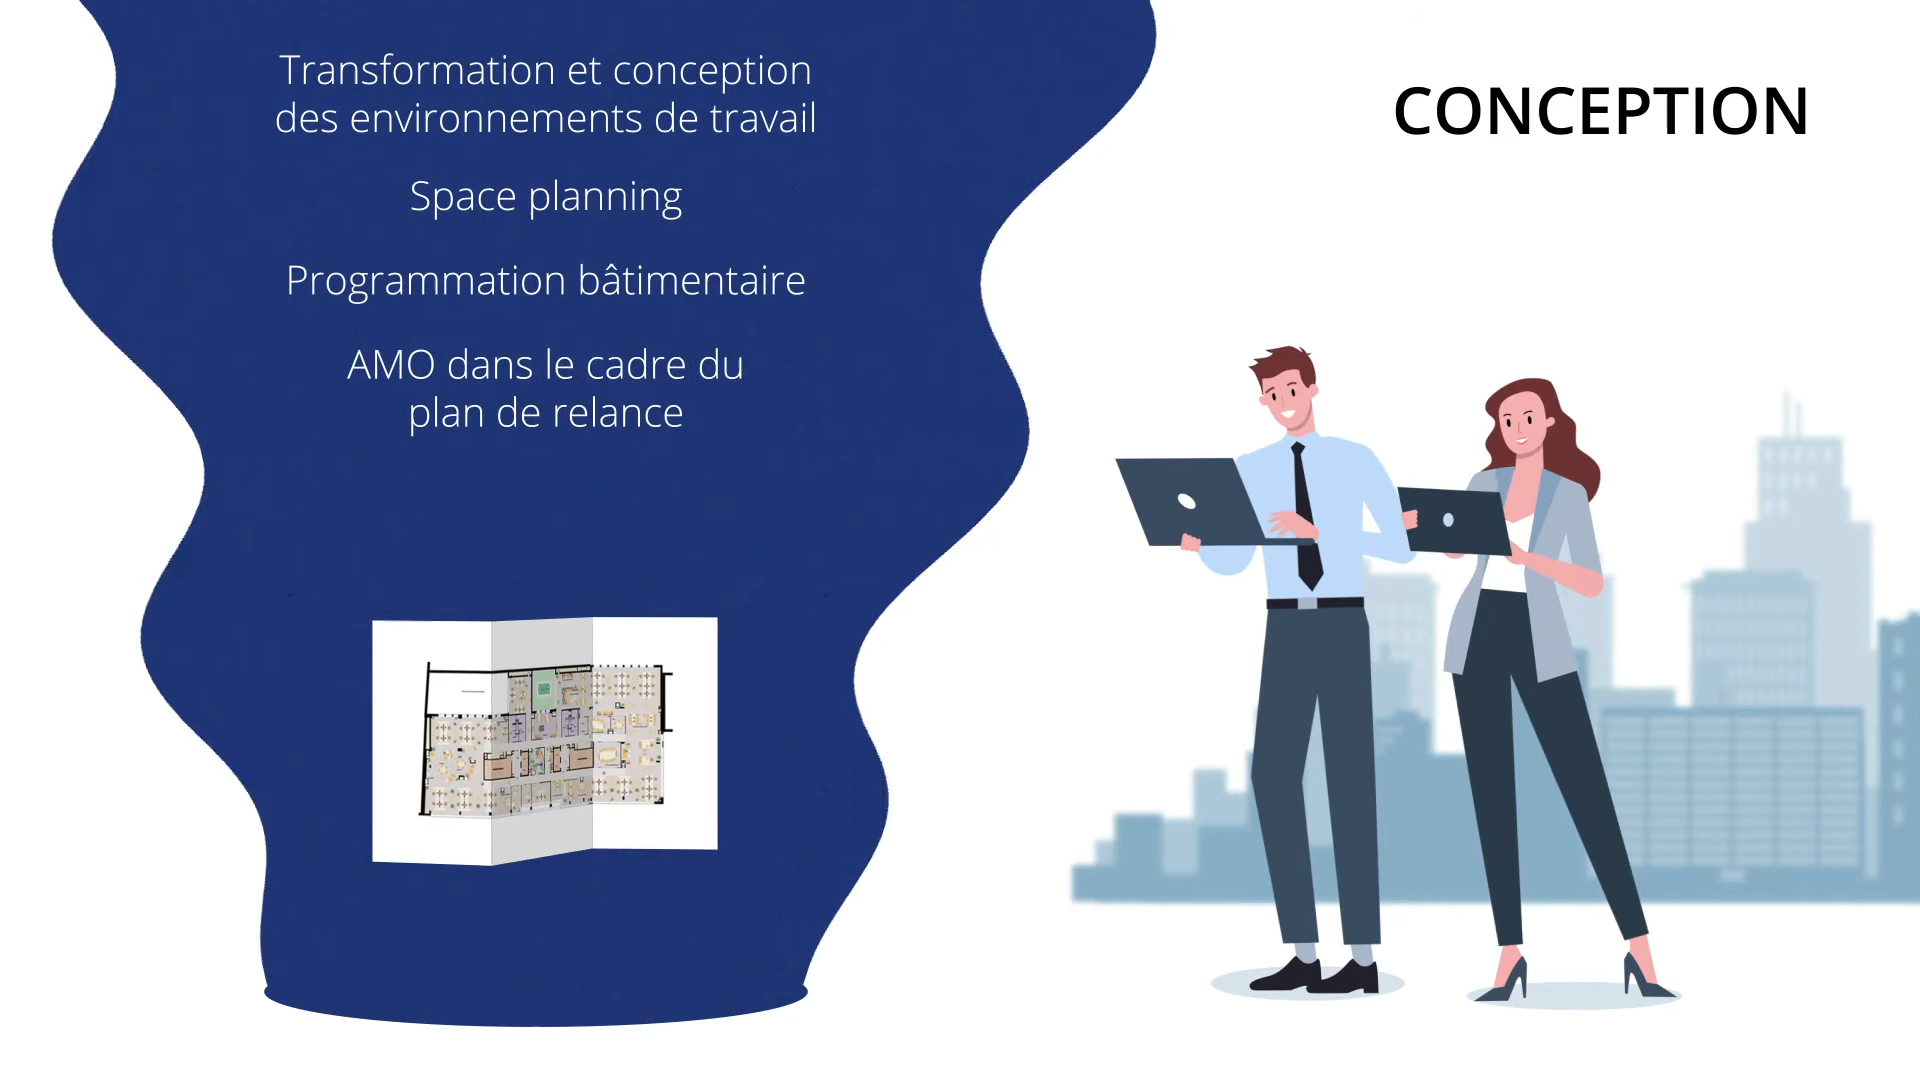 Transformation et conception
des environnements de travail
Space planning
Programmation bâtimentaire
AMO dans le cadre du
plan de relance
CONCEPTION